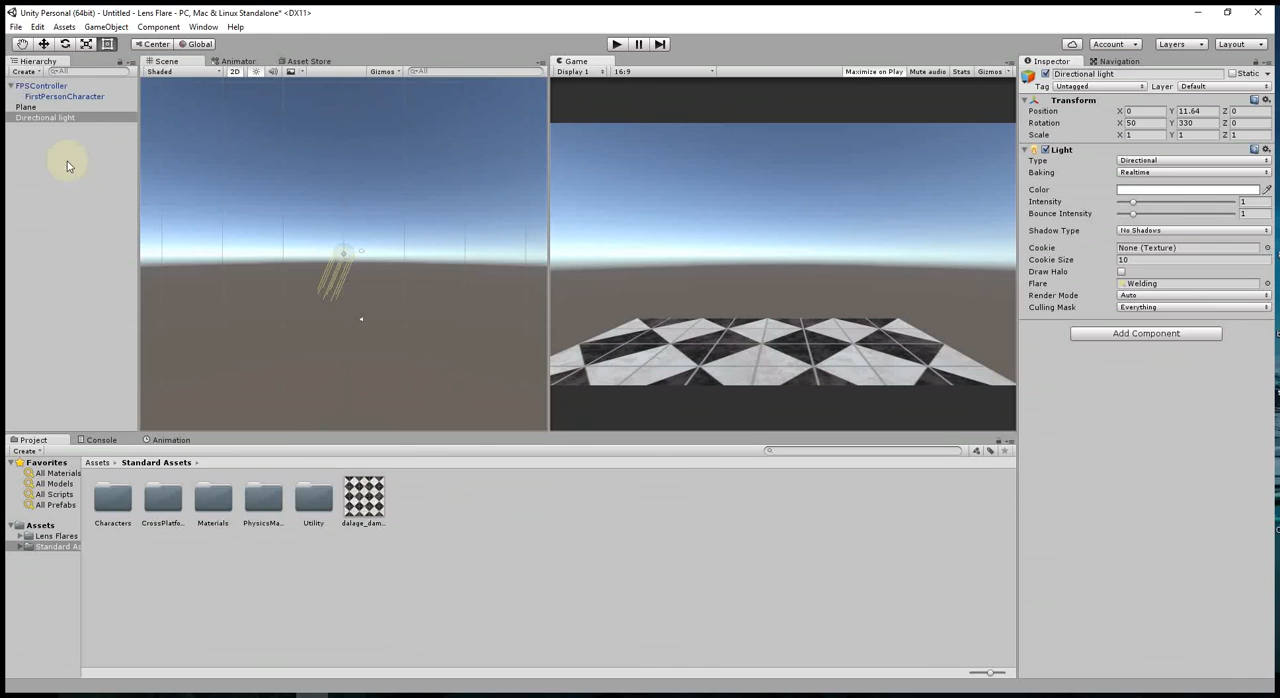 Unity Personal (64bit) - Untitled - Lens Flare - PC, Mac & Linux Standalone* <DX11>
File Edit Assets GameObject Component Window Help
Center Global Account Layers Layout
Hierarchy Scene Animator Asset Store Game Inspector Navigation
Create All Shaded 2D Gizmos All Display 1 16:9 Maximize on Play Mute audio Stats Gizmos Directional light Static
FPSController Tag Untagged Layer Default
FirstPersonCharacter Transform
Plane Position X 0 Y 11.64 Z 0
Directional light Rotation X 50 Y 330 Z 0
Scale X 1 Y 1 Z 1
Light
Type Directional
Baking Realtime
Color
Intensity 1
Bounce Intensity 1
Shadow Type No Shadows
Cookie None (Texture)
Cookie Size 10
Draw Halo
Flare Welding
Render Mode Auto
Culling Mask Everything
Add Component
Project Console Animation
Create
Favorites Assets Standard Assets
All Materials
All Models
All Scripts
All Prefabs
Assets
Lens Flares
Standard As
Characters CrossPlatfo... Materials PhysicsMa... Utility dalage_dam...